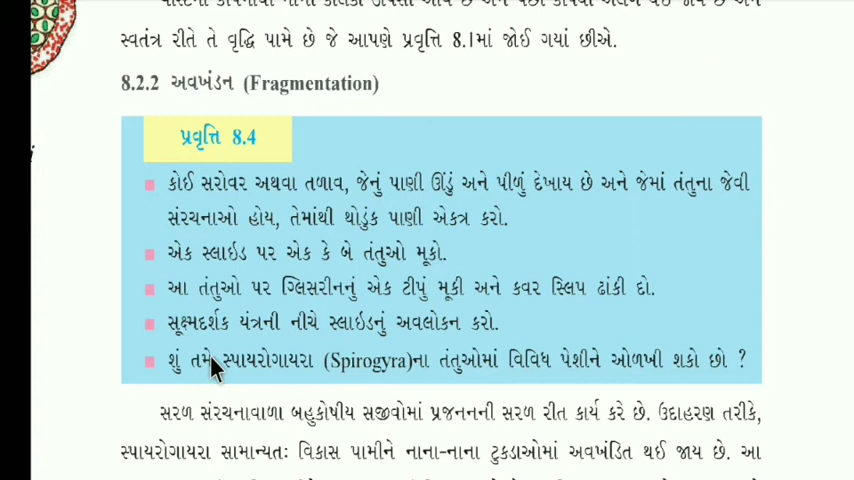 સ્વતંત્ર રીતે તે વૃદ્ધિ પામે છે જે આપણે પ્રવૃત્તિ 8.1માં જોઈ ગયાં છીએ.
8.2.2 અવખંડન (Fragmentation)
પ્રવૃત્તિ 8.4
કોઈ સરોવર અથવા તળાવ, જેનું પાણી ઊંડું અને પીળું દેખાય છે અને જેમાં તંતુના જેવી
સંરચનાઓ હોય, તેમાંથી થોડુંક પાણી એકત્ર કરો.
એક સ્લાઇડ પર એક કે બે તંતુઓ મૂકો.
આ તંતુઓ પર ગ્લિસરીનનું એક ટીપું મૂકી અને કવર સ્લિપ ઢાંકી દો.
સૂક્ષ્મદર્શક યંત્રની નીચે સ્લાઇડનું અવલોકન કરો.
શું તમે સ્પાયરોગાયરા (Spirogyra)ના તંતુઓમાં વિવિધ પેશીને ઓળખી શકો છો ?
સરળ સંરચનાવાળા બહુકોષીય સજીવોમાં પ્રજનનની સરળ રીત કાર્ય કરે છે. ઉદાહરણ તરીકે,
સ્પાયરોગાયરા સામાન્યતઃ વિકાસ પામીને નાના-નાના ટુકડાઓમાં અવખંડિત થઈ જાય છે. આ